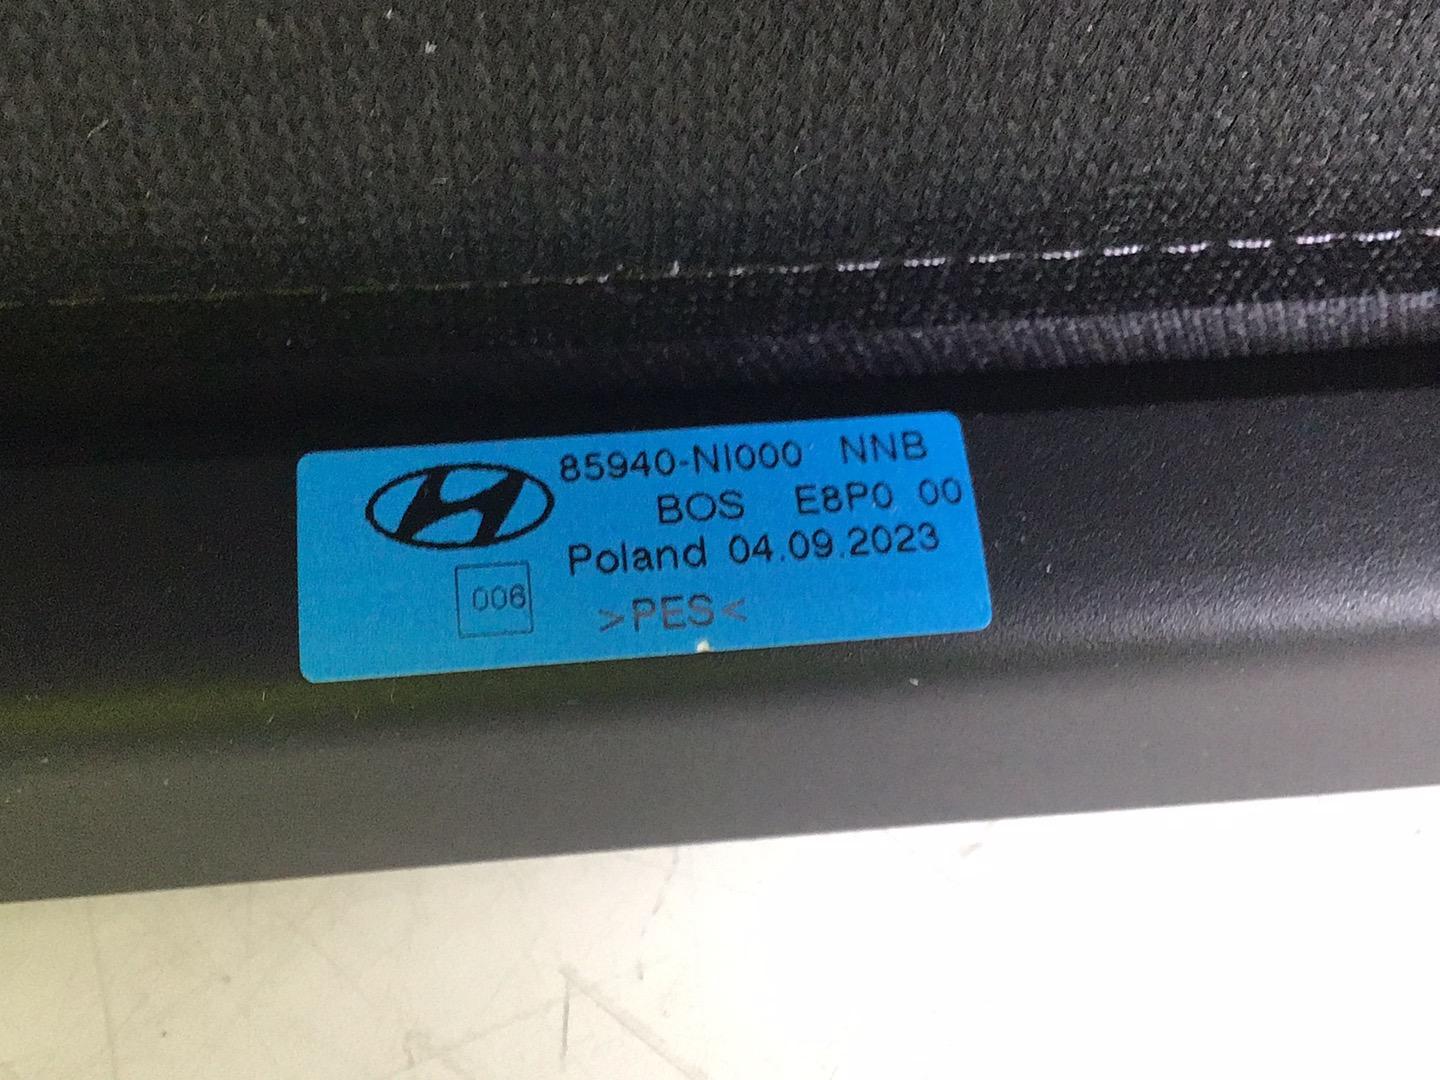 85940-NI000 NNB
BOS E8P0 00
Poland 04.09.2023
006
>PES<